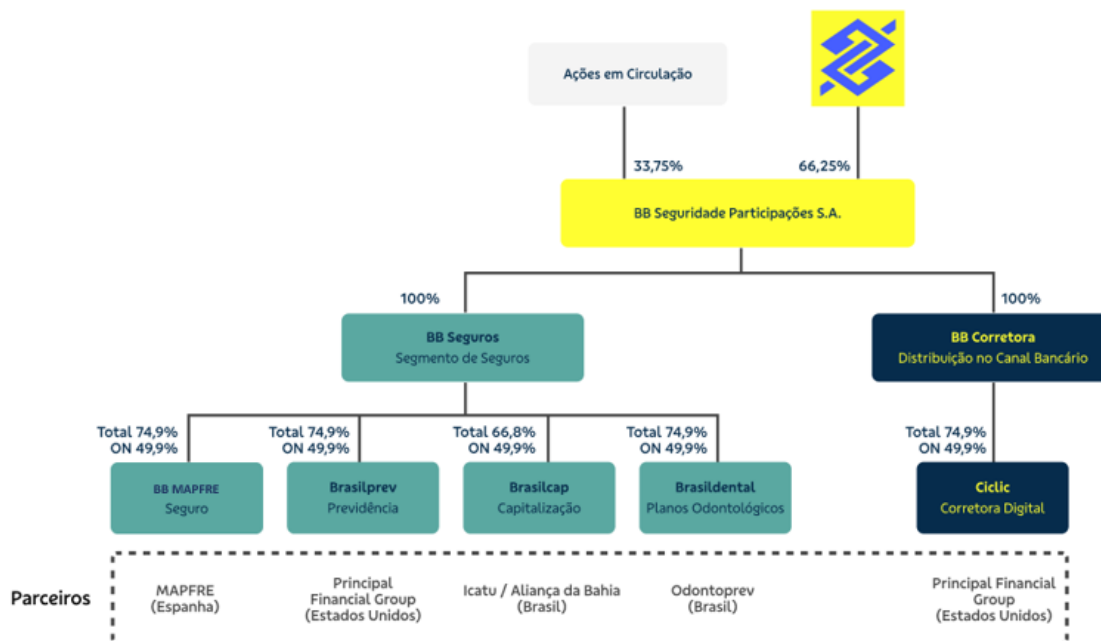 Ações em Circulação
33,75%
66,25%
BB Seguridade Participações S.A.
100%
100%
BB Seguros
Segmento de Seguros
BB Corretora
Distribuição no Canal Bancário
Total 74,9%
ON 49,9%
Total 74,9%
ON 49,9%
Total 66,8%
ON 49,9%
Total 74,9%
ON 49,9%
Total 74,9%
ON 49,9%
BB MAPFRE
Seguro
Brasilprev
Previdência
Brasilcap
Capitalização
Brasildental
Planos Odontológicos
Ciclic
Corretora Digital
Parceiros
MAPFRE
(Espanha)
Principal
Financial Group
(Estados Unidos)
Icatu / Aliança da Bahia
(Brasil)
Odontoprev
(Brasil)
Principal Financial
Group
(Estados Unidos)